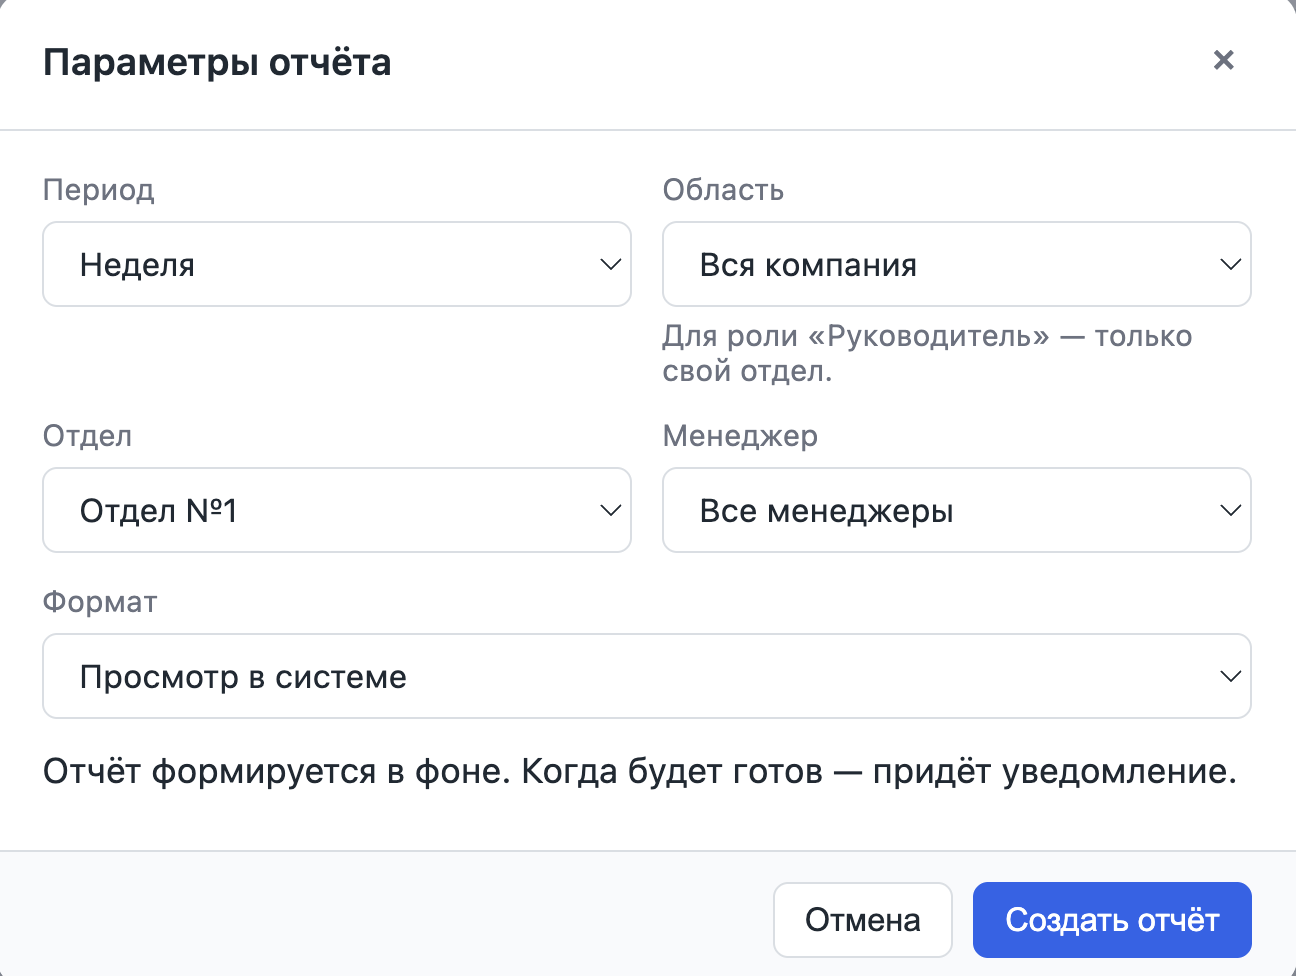 Параметры отчёта
Период
Область
Неделя
Вся компания
Для роли «Руководитель» — только
свой отдел.
Отдел
Менеджер
Отдел №1
Все менеджеры
Формат
Просмотр в системе
Отчёт формируется в фоне. Когда будет готов — придёт уведомление.
Отмена
Создать отчёт